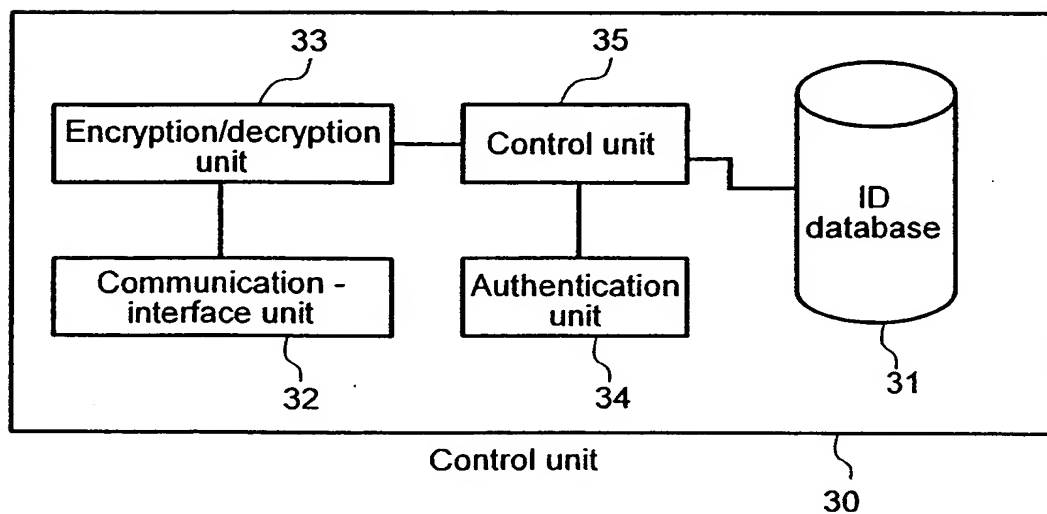 33
35
Encryption/decryption
unit
Control unit
ID
database
Communication -
interface unit
Authentication
unit
32
34
31
Control unit
30